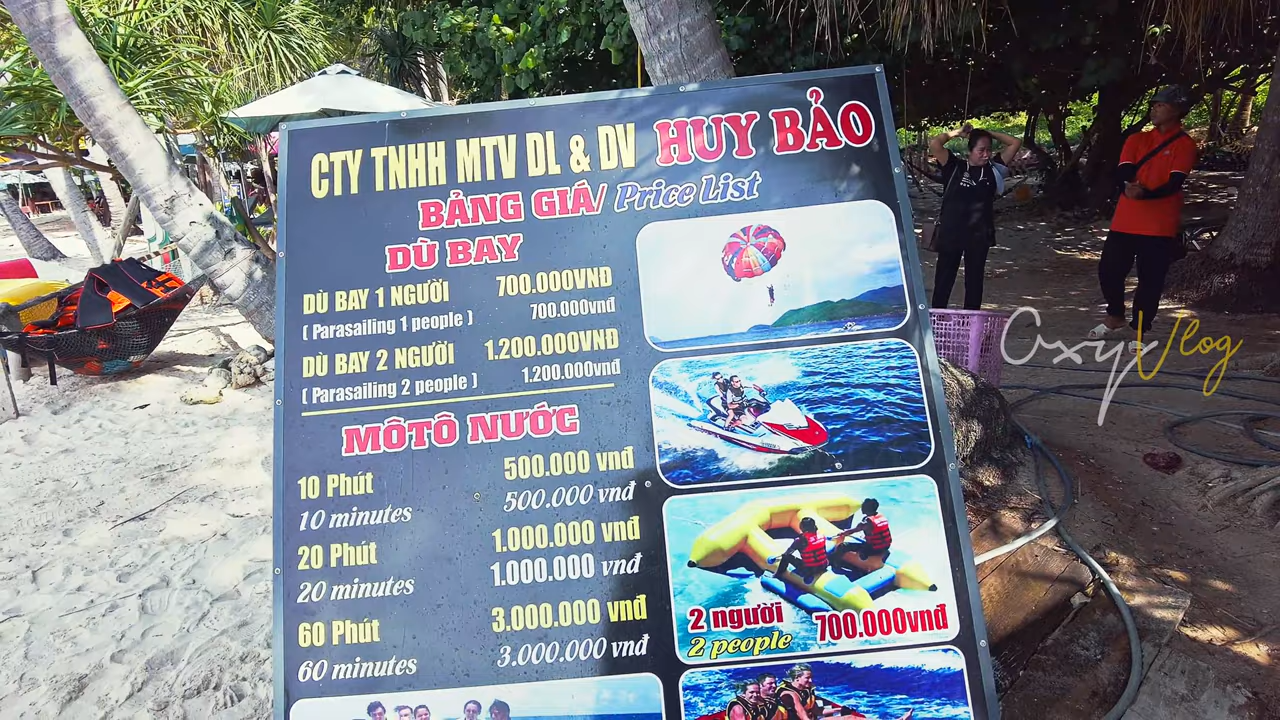 CTY TNHH MTV DL & DV HUY BẢO
BẢNG GIÁ/ Price List
DÙ BAY
DÙ BAY 1 NGƯỜI 700.000VNĐ
( Parasailing 1 people ) 700.000vnđ
DÙ BAY 2 NGƯỜI 1.200.000VNĐ
( Parasailing 2 people ) 1.200.000vnđ
MÔTÔ NƯỚC
10 Phút 500.000 vnđ
10 minutes 500.000 vnđ
20 Phút 1.000.000 vnđ
20 minutes 1.000.000 vnđ
60 Phút 3.000.000 vnđ
60 minutes 3.000.000 vnđ
2 người
2 people 700.000vnđ
Oxyz Vlog